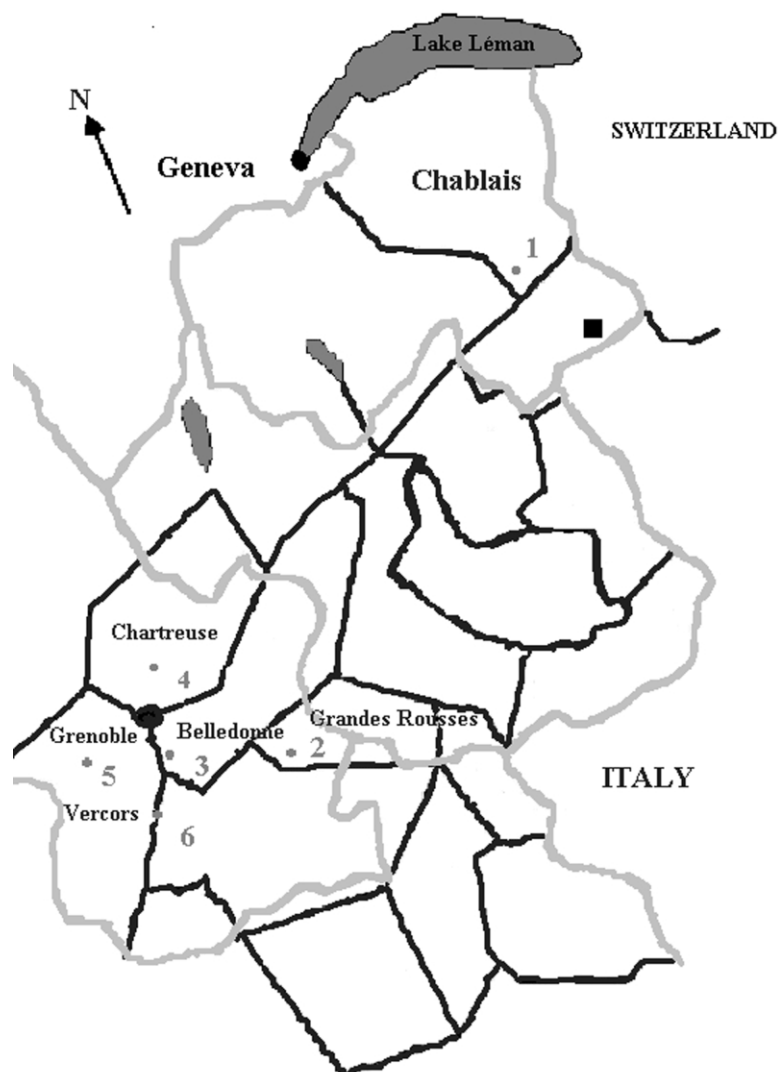 Lake Léman
N
SWITZERLAND
Geneva
Chablais
1
Chartreuse
4
Grenoble
Belledonne
Grandes Rousses
5
3
2
ITALY
Vercors
6